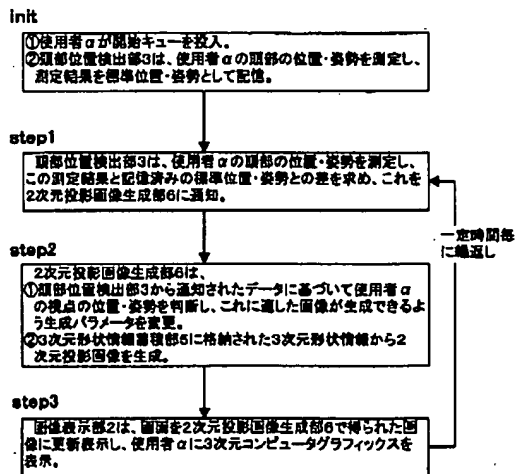 init
①使用者αが開始キューを投入。
②頭部位置検出部3は、使用者αの頭部の位置・姿勢を測定し、
測定結果を標準位置・姿勢として記憶。
step1
頭部位置検出部3は、使用者αの頭部の位置・姿勢を測定し、
この測定結果と記憶済みの標準位置・姿勢との差を求め、これを
2次元投影画像生成部6に通知。
一定時間毎
に繰返し
step2
2次元投影画像生成部6は、
①頭部位置検出部3から通知されたデータに基づいて使用者α
の視点の位置・姿勢を判断し、これに適した画像が生成できるよ
う生成パラメータを変更。
②3次元形状情報蓄積部5に格納された3次元形状情報から2
次元投影画像を生成。
step3
画像表示部2は、画面を2次元投影画像生成部6で得られた画
像に更新表示し、使用者αに3次元コンピュータグラフィックスを
表示。